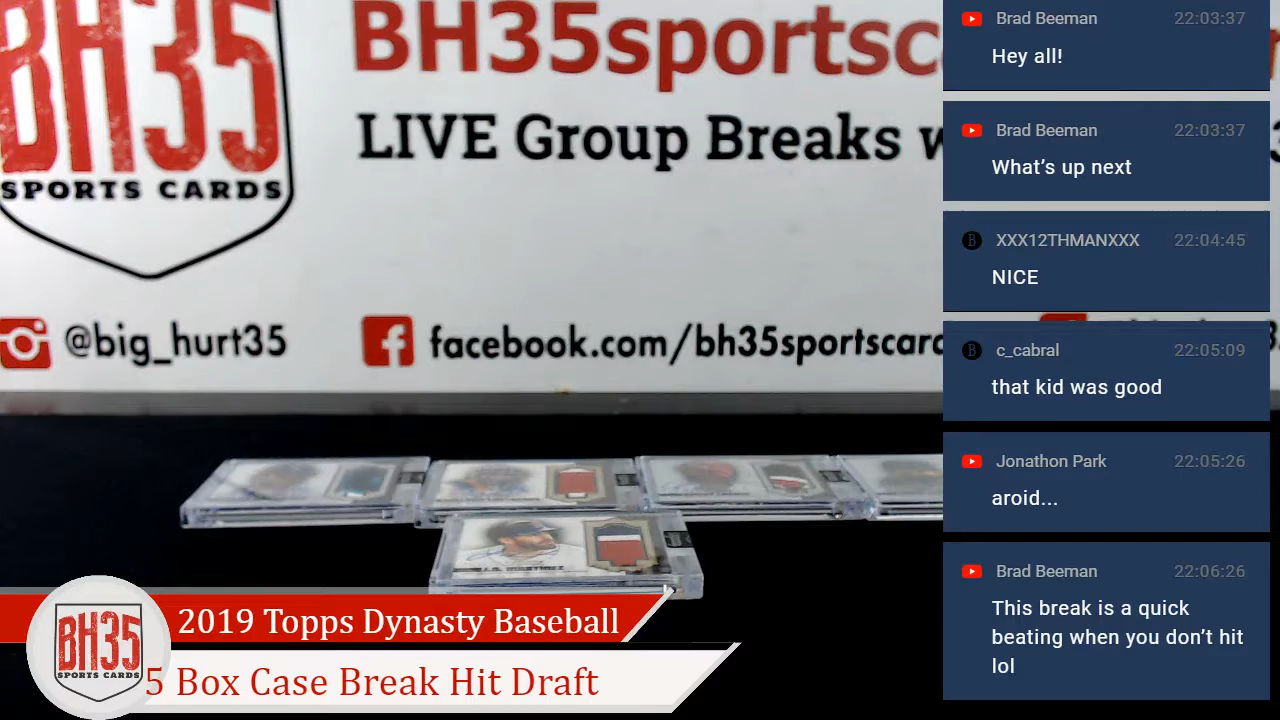 BH35
SPORTS CARDS
BH35sportsc
LIVE Group Breaks w
@big_hurt35
facebook.com/bh35sportscard
Brad Beeman 22:03:37
Hey all!
Brad Beeman 22:03:37
What's up next
XXX12THMANXXX 22:04:45
NICE
c_cabral 22:05:09
that kid was good
Jonathon Park 22:05:26
aroid...
Brad Beeman 22:06:26
This break is a quick
beating when you don't hit
lol
J.D. MARTINEZ
2019 Topps Dynasty Baseball
5 Box Case Break Hit Draft
BH35
SPORTS CARDS